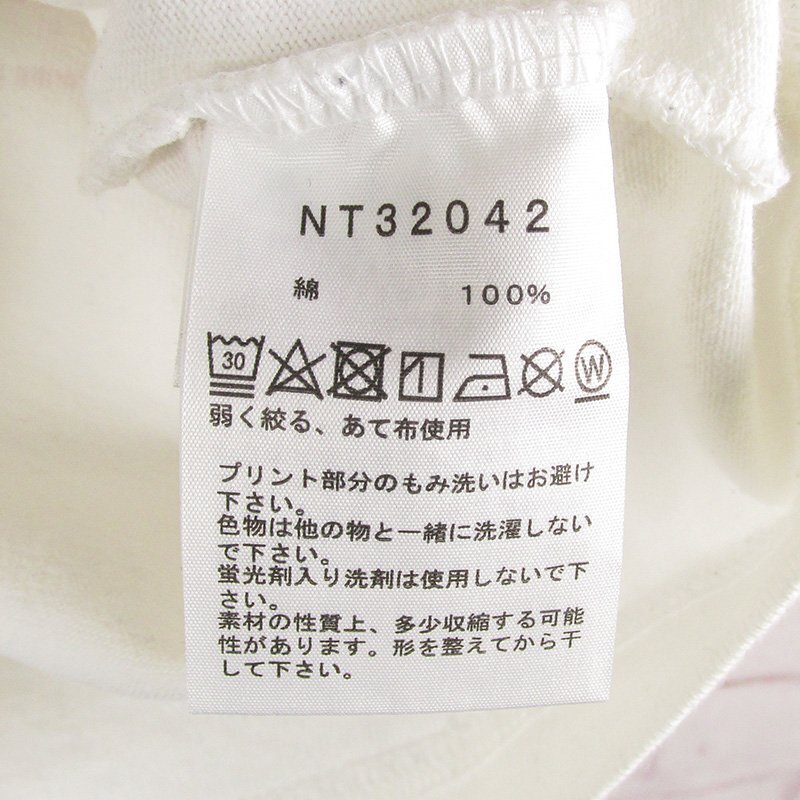 NT32042
綿 100%
30 W
弱く絞る、あて布使用
プリント部分のもみ洗いはお避け
下さい。
色物は他の物と一緒に洗濯しない
で下さい。
蛍光剤入り洗剤は使用しないで下
さい。
素材の性質上、多少収縮する可能
性があります。形を整えてから干
して下さい。